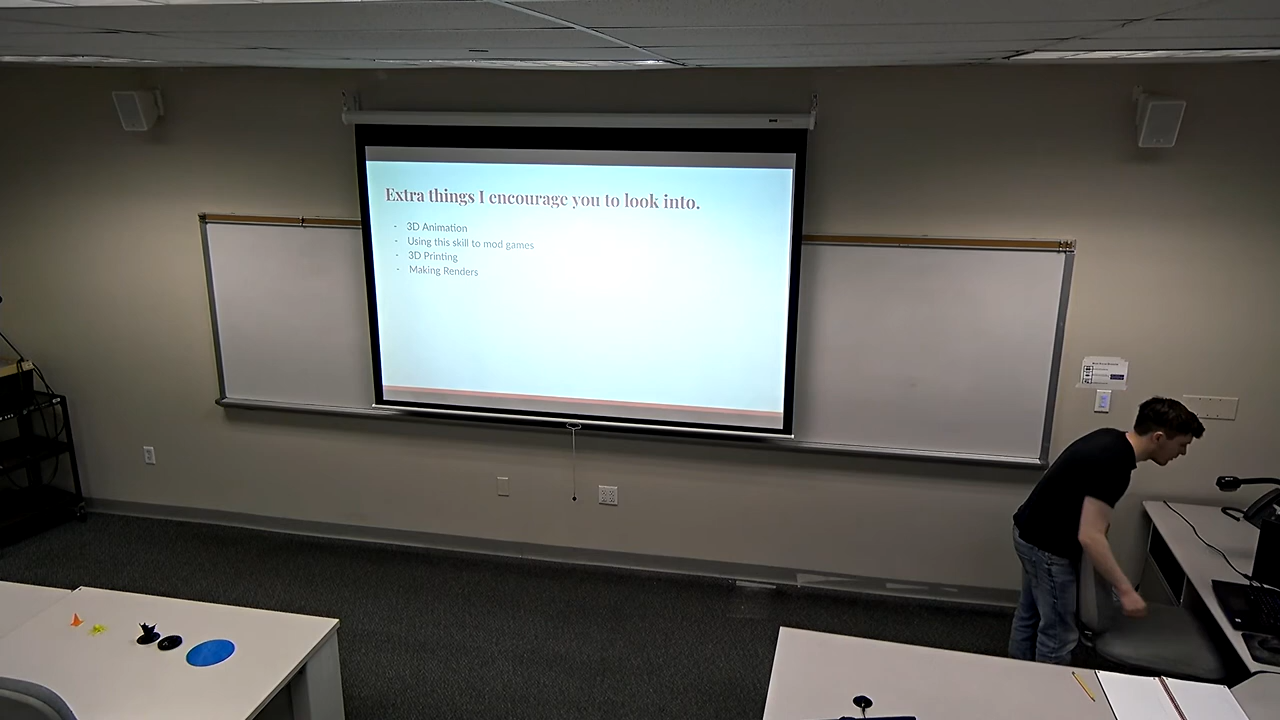 Extra things I encourage you to look into.
- 3D Animation
- Using this skill to mod games
- 3D Printing
- Making Renders